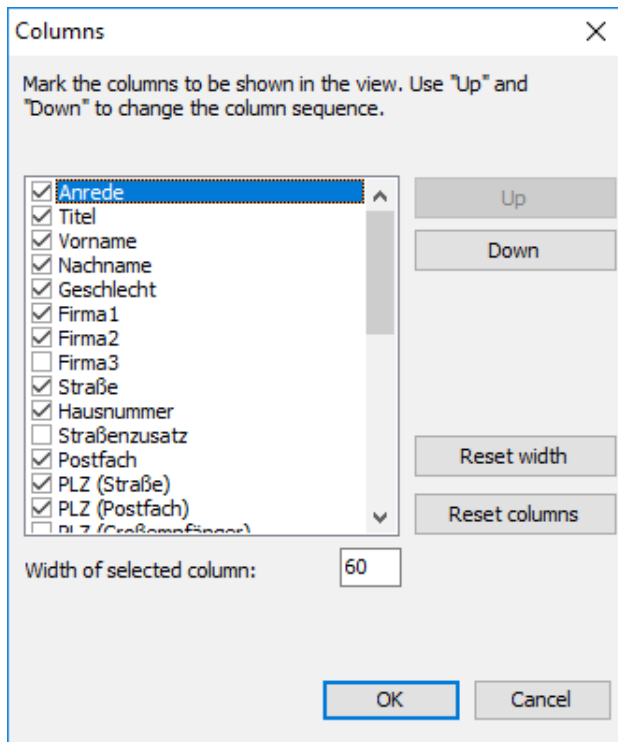 Columns
Mark the columns to be shown in the view. Use "Up" and
"Down" to change the column sequence.
Anrede
Titel
Vorname
Nachname
Geschlecht
Firma1
Firma2
Firma3
Straße
Hausnummer
Straßenzusatz
Postfach
PLZ (Straße)
PLZ (Postfach)
PLZ (Großempfänger)
Up
Down
Reset width
Reset columns
Width of selected column:
60
OK
Cancel